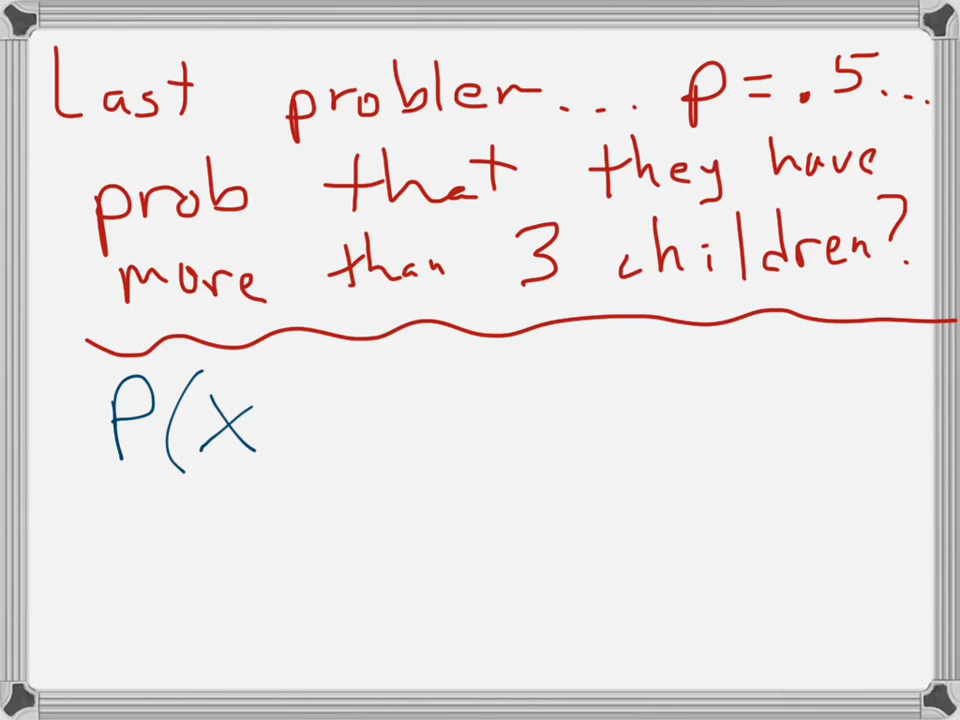 Last problem... p = .5...
prob that they have
more than 3 children?
P(X